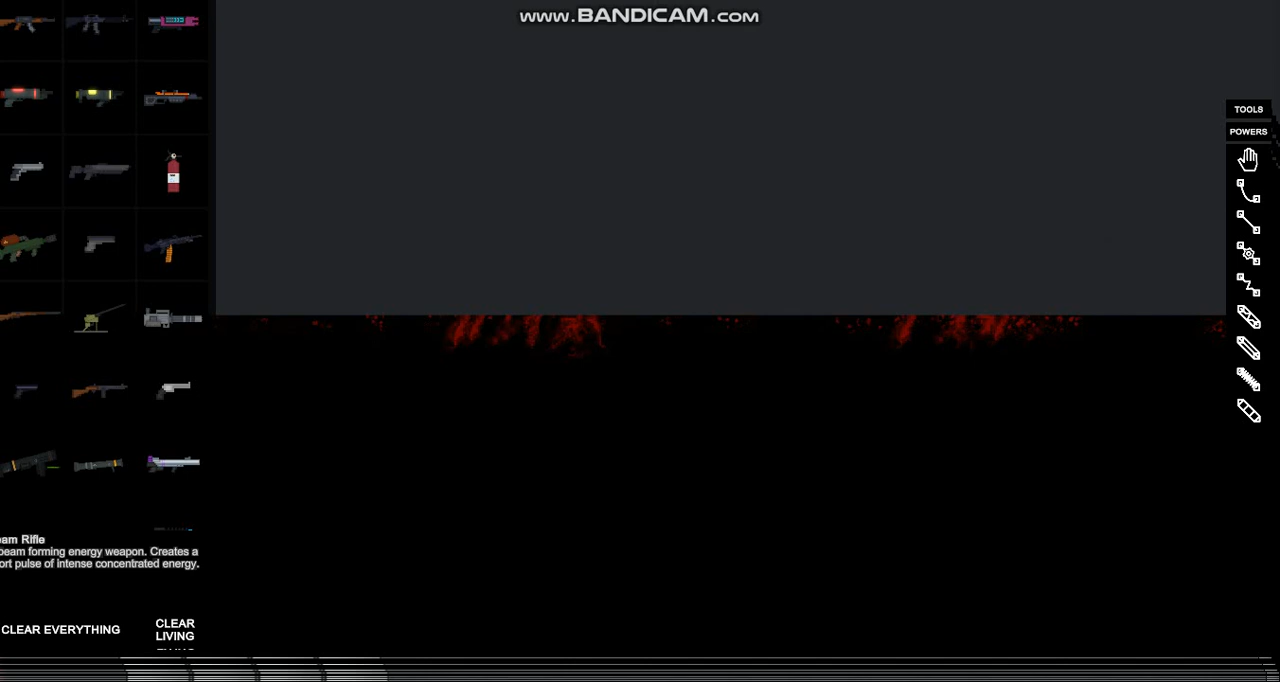 www.BANDICAM.com
TOOLS
POWERS
eam Rifle
beam forming energy weapon. Creates a
ort pulse of intense concentrated energy.
CLEAR EVERYTHING
CLEAR
LIVING